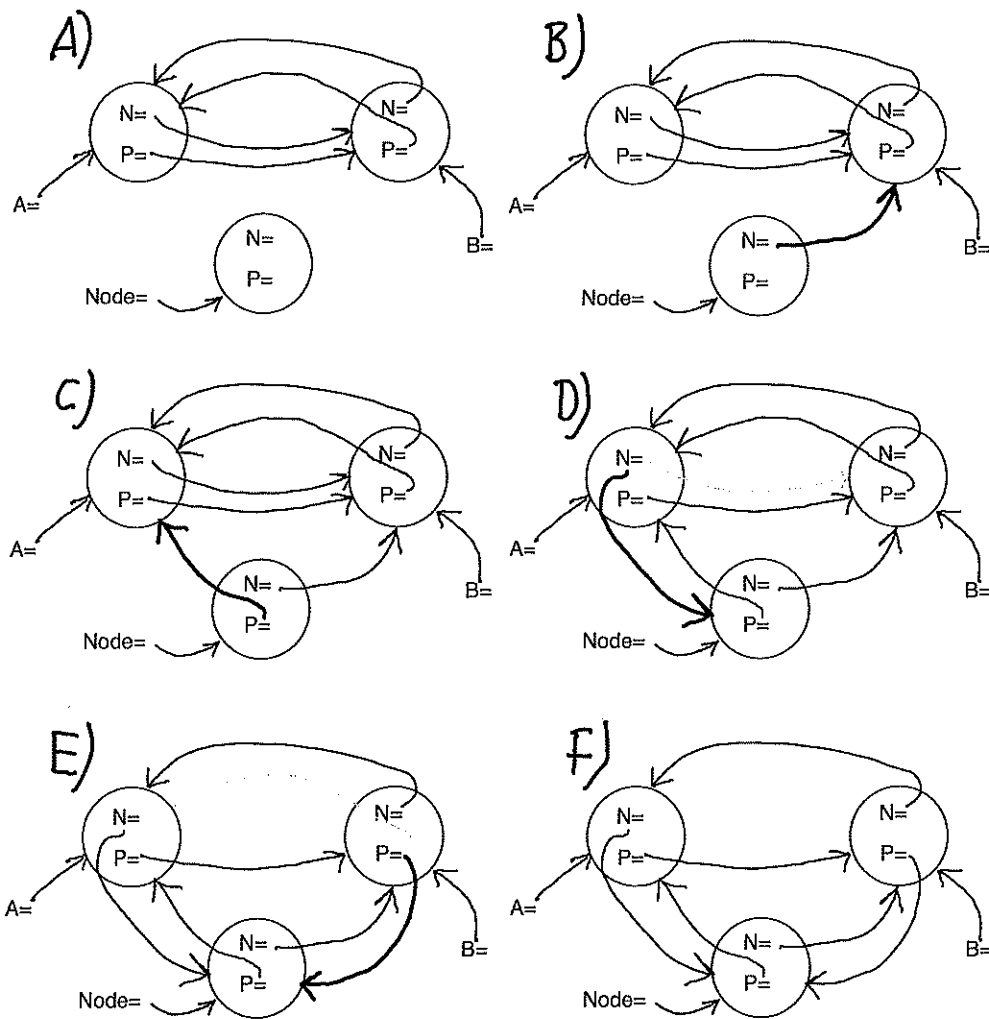 A) B)
N= N= N= N=
P= P= P= P=
A= B= A= B=
N= N=
P= P=
Node= Node=
C) D)
N= N= N= N=
P= P= P= P=
A= B= A= B=
N= N=
P= P=
Node= Node=
E) F)
N= N= N= N=
P= P= P= P=
A= B= A= B=
N= N=
P= P=
Node= Node=